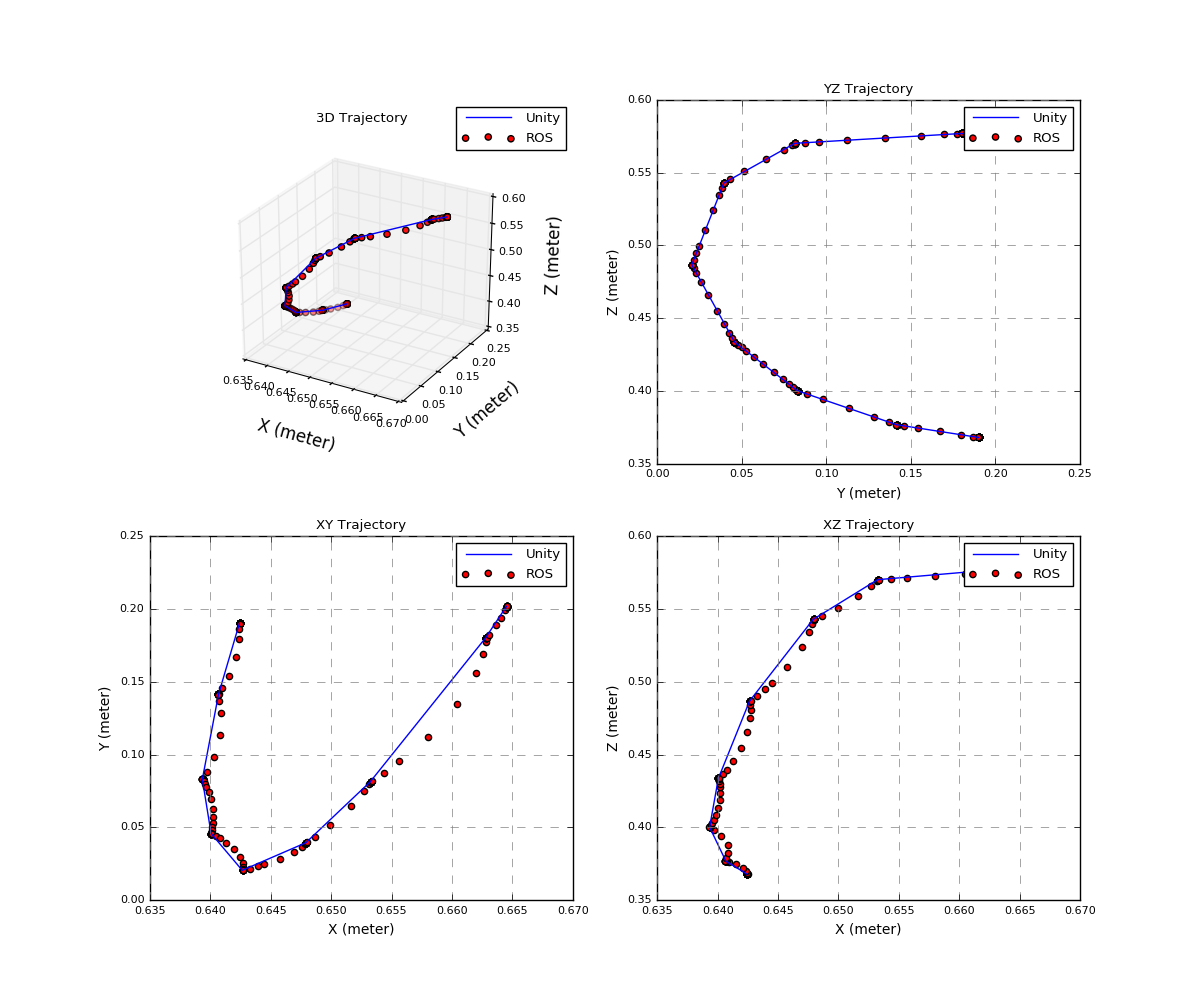 3D Trajectory
Unity
ROS
0.60
0.55
0.50
0.45
0.40
0.35
Z (meter)
0.635
0.640
0.645
0.650
0.655
0.660
0.665
0.670
X (meter)
0.00
0.05
0.10
0.15
0.20
0.25
Y (meter)
YZ Trajectory
Unity
ROS
0.60
0.55
0.50
0.45
0.40
0.35
Z (meter)
0.00 0.05 0.10 0.15 0.20 0.25
Y (meter)
XY Trajectory
Unity
ROS
0.25
0.20
0.15
0.10
0.05
0.00
Y (meter)
0.635 0.640 0.645 0.650 0.655 0.660 0.665 0.670
X (meter)
XZ Trajectory
Unity
ROS
0.60
0.55
0.50
0.45
0.40
0.35
Z (meter)
0.635 0.640 0.645 0.650 0.655 0.660 0.665 0.670
X (meter)